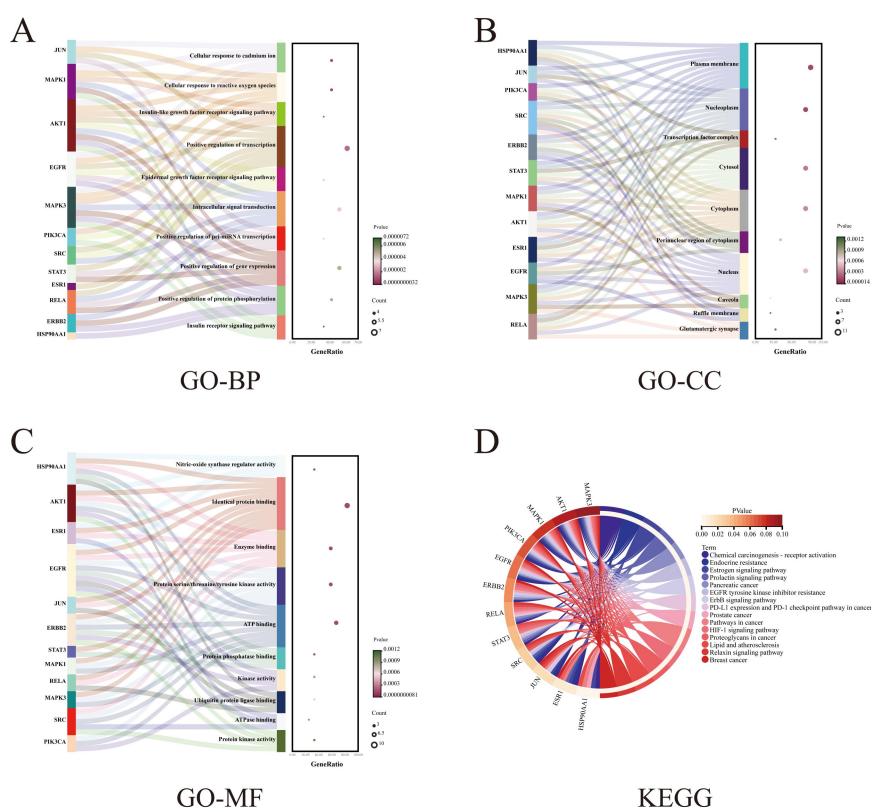 A
JUN
MAPK1
AKT1
EGFR
MAPK3
PIK3CA
SRC
STAT3
ESR1
RELA
ERBB2
HSP90AA1
Cellular response to cadmium ion
Cellular response to reactive oxygen species
Insulin-like growth factor receptor signaling pathway
Positive regulation of transcription
Epidermal growth factor receptor signaling pathway
Intracellular signal transduction
Positive regulation of pri-miRNA transcription
Positive regulation of gene expression
Positive regulation of protein phosphorylation
Insulin receptor signaling pathway
Pvalue
0.0000072
0.000006
0.000004
0.000002
0.0000000032
Count
4
5.5
7
GeneRatio
GO-BP
B
HSP90AA1
JUN
PIK3CA
SRC
ERBB2
STAT3
MAPK1
AKT1
ESR1
EGFR
MAPK3
RELA
Plasma membrane
Nucleoplasm
Transcription factor complex
Cytosol
Cytoplasm
Perinuclear region of cytoplasm
Nucleus
Caveola
Ruffle membrane
Glutamatergic synapse
Pvalue
0.0012
0.0009
0.0006
0.0003
0.000014
Count
3
7
11
GeneRatio
GO-CC
C
HSP90AA1
AKT1
ESR1
EGFR
JUN
ERBB2
STAT3
MAPK1
RELA
MAPK3
SRC
PIK3CA
Nitric-oxide synthase regulator activity
Identical protein binding
Enzyme binding
Protein serine/threonine/tyrosine kinase activity
ATP binding
Protein phosphatase binding
Kinase activity
Ubiquitin protein ligase binding
ATPase binding
Protein kinase activity
Pvalue
0.0012
0.0009
0.0006
0.0003
0.0000000081
Count
3
6.5
10
GeneRatio
GO-MF
D
MAPK3
AKT1
MAPK1
PIK3CA
EGFR
ERBB2
RELA
STAT3
SRC
JUN
ESR1
HSP90AA1
PValue
0.00 0.02 0.04 0.06 0.08 0.10
Term
Chemical carcinogenesis - receptor activation
Endocrine resistance
Estrogen signaling pathway
Prolactin signaling pathway
Pancreatic cancer
EGFR tyrosine kinase inhibitor resistance
ErbB signaling pathway
PD-L1 expression and PD-1 checkpoint pathway in cancer
Prostate cancer
Pathways in cancer
HIF-1 signaling pathway
Proteoglycans in cancer
Lipid and atherosclerosis
Relaxin signaling pathway
Breast cancer
KEGG